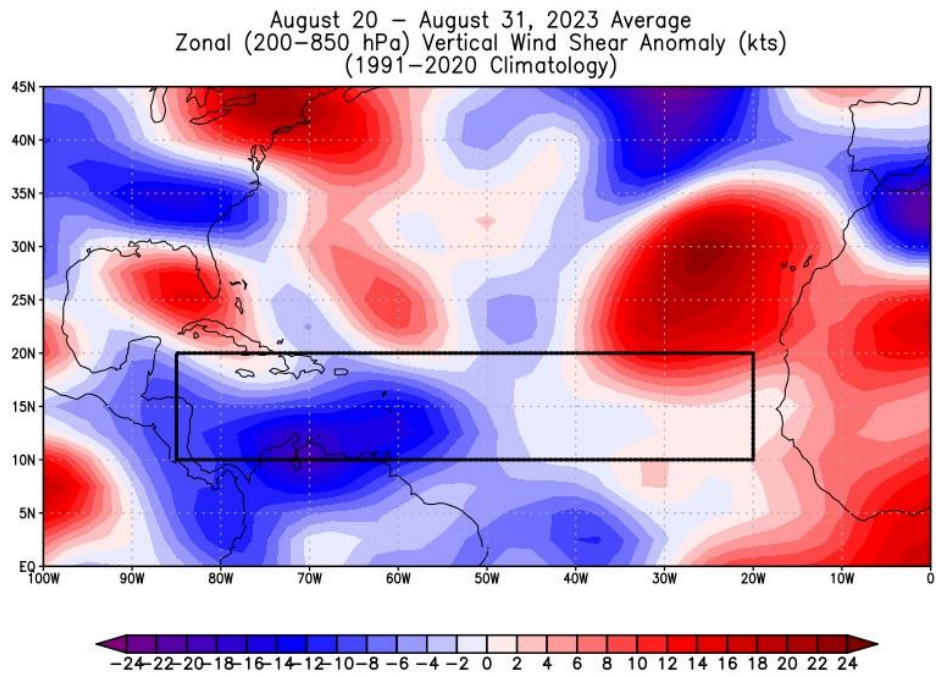 August 20 – August 31, 2023 Average
Zonal (200–850 hPa) Vertical Wind Shear Anomaly (kts)
(1991–2020 Climatology)
45N
40N
35N
30N
25N
20N
15N
10N
5N
EQ
100W 90W 80W 70W 60W 50W 40W 30W 20W 10W 0
−24−22−20−18−16−14−12−10−8 −6 −4 −2 0 2 4 6 8 10 12 14 16 18 20 22 24